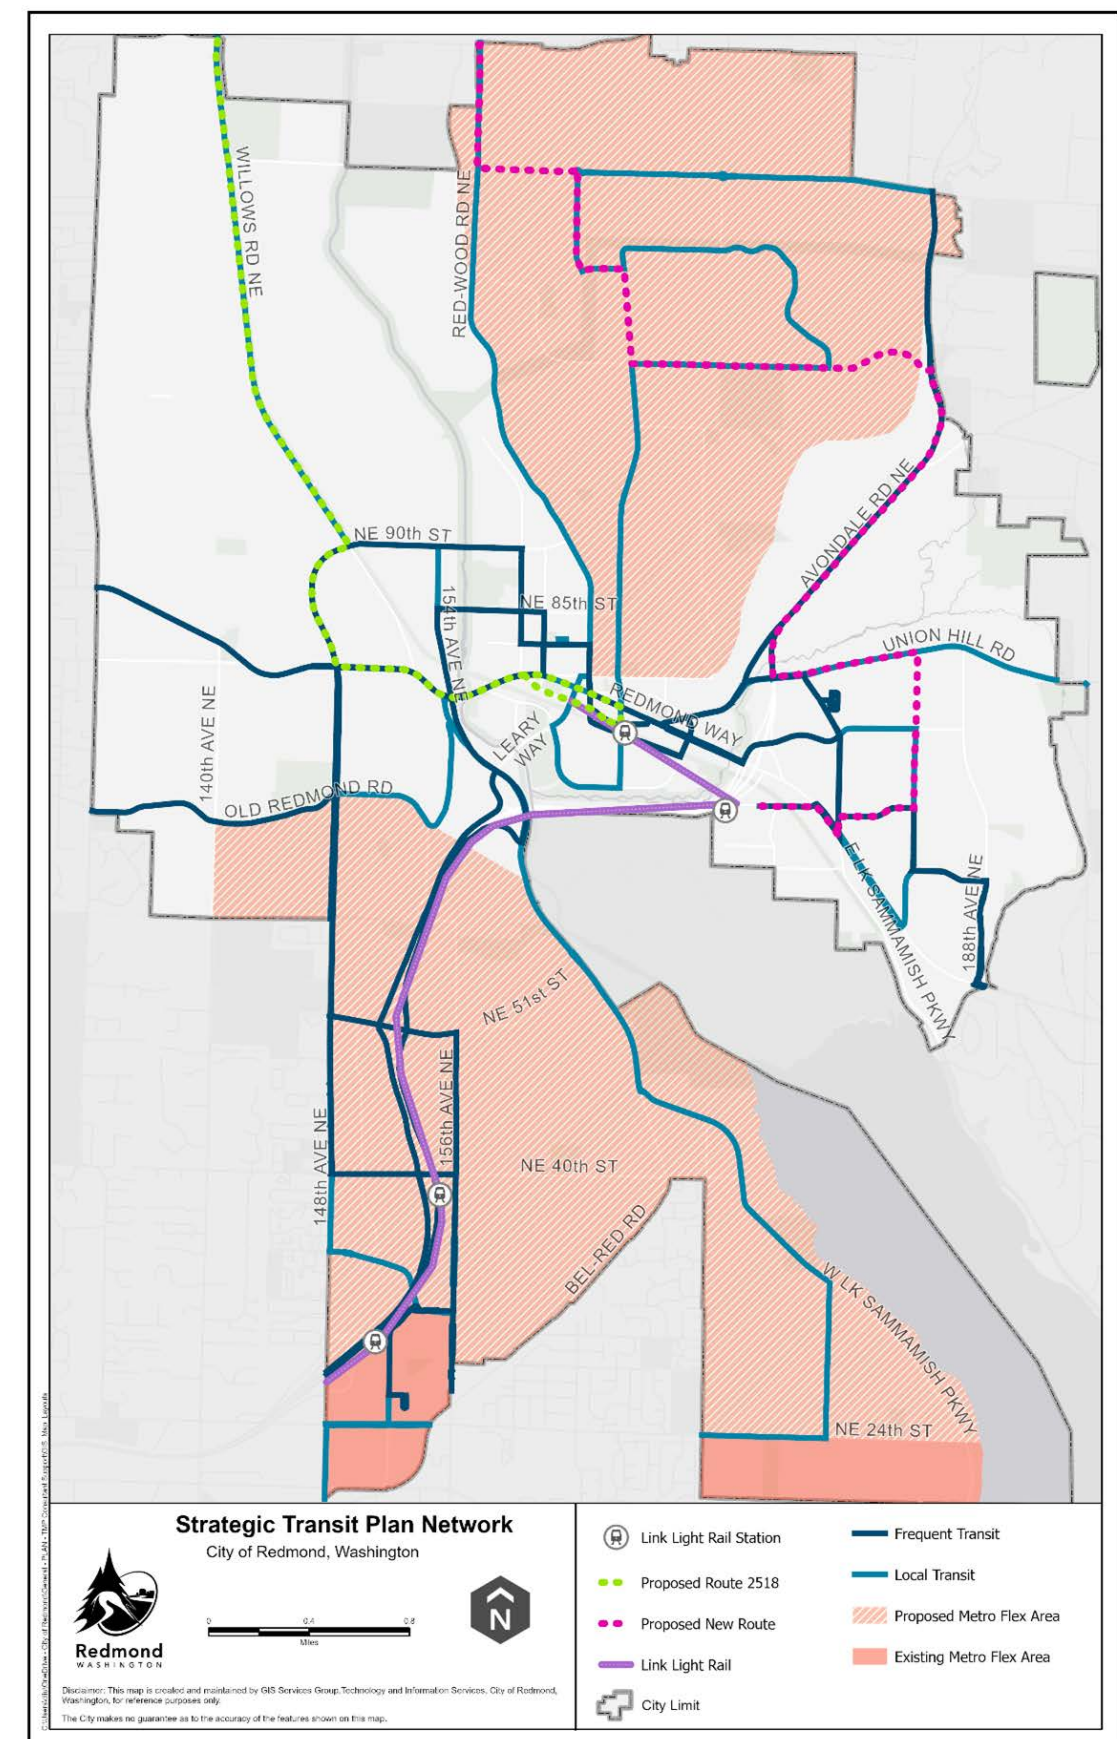 WILLOWS RD NE
RED-WOOD RD NE
AVONDALE RD NE
NE 90th ST
154th AVE NE
NE 85th ST
UNION HILL RD
140th AVE NE
REDMOND WAY
LEARY
WAY
OLD REDMOND RD
E LK SAMMAMISH PKWY
188th AVE NE
NE 51st ST
156th AVE NE
148th AVE NE
NE 40th ST
BEL-RED RD
W LK SAMMAMISH PKWY
NE 24th ST
Strategic Transit Plan Network
City of Redmond, Washington
0 0.4 0.8
Miles
N
Redmond
WASHINGTON
Disclaimer: This map is created and maintained by GIS Services Group, Technology and Information Services, City of Redmond,
Washington, for reference purposes only.
The City makes no guarantee as to the accuracy of the features shown on this map.
Link Light Rail Station
Proposed Route 2518
Proposed New Route
Link Light Rail
City Limit
Frequent Transit
Local Transit
Proposed Metro Flex Area
Existing Metro Flex Area